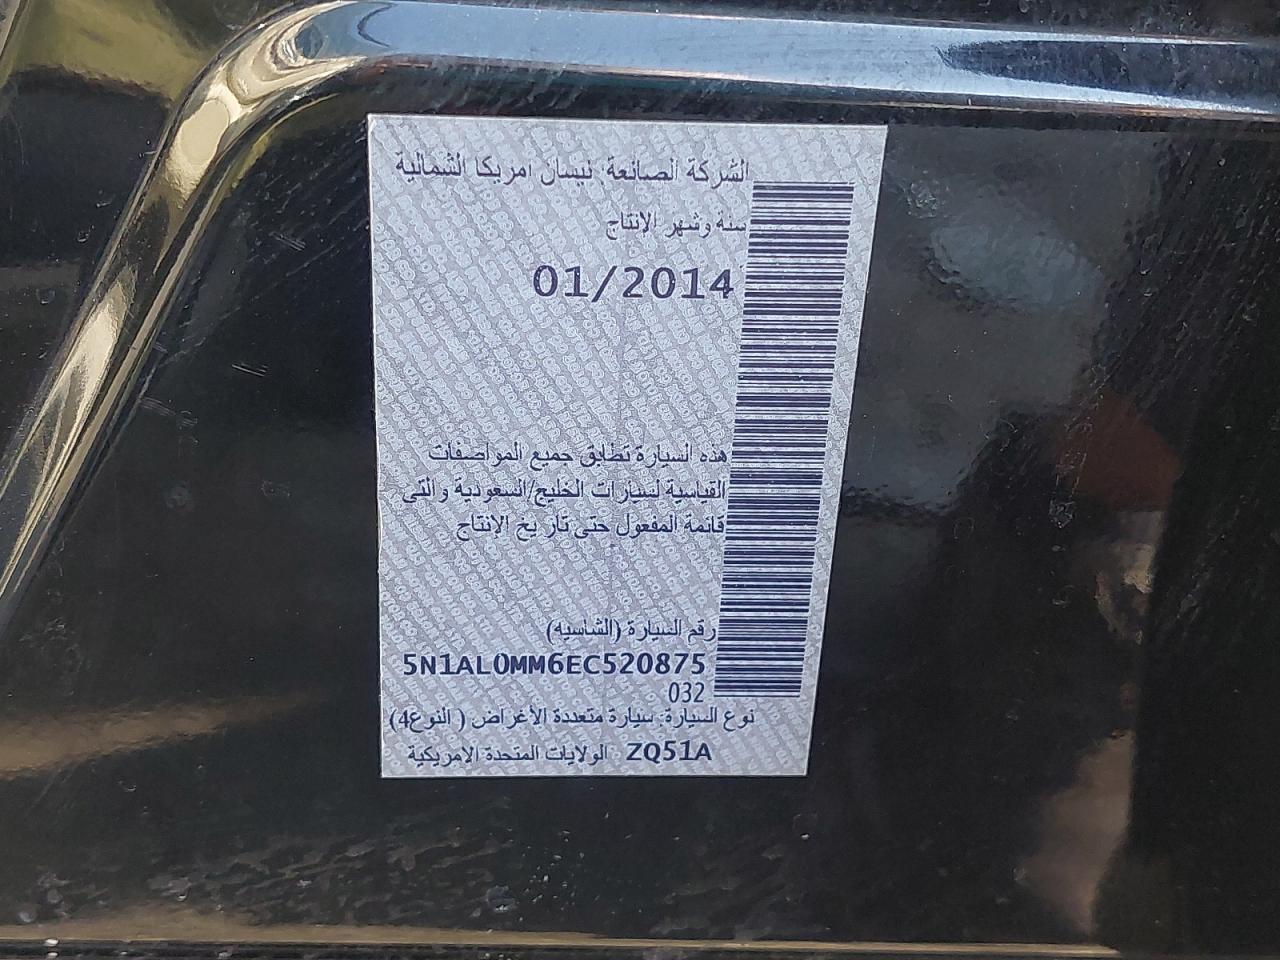 الشركة الصانعة: نيسان امريكا الشمالية
سنة وشهر الإنتاج
01/2014
هذه السيارة تطابق جميع المواصفات
القياسية لسيارات الخليج/السعودية والتى
قائمة المفعول حتى تاريخ الإنتاج
رقم السيارة (الشاسيه)
5N1AL0MM6EC520875
032
نوع السيارة: سيارة متعددة الأغراض ( النوع4)
ZQ51A الولايات المتحدة الامريكية